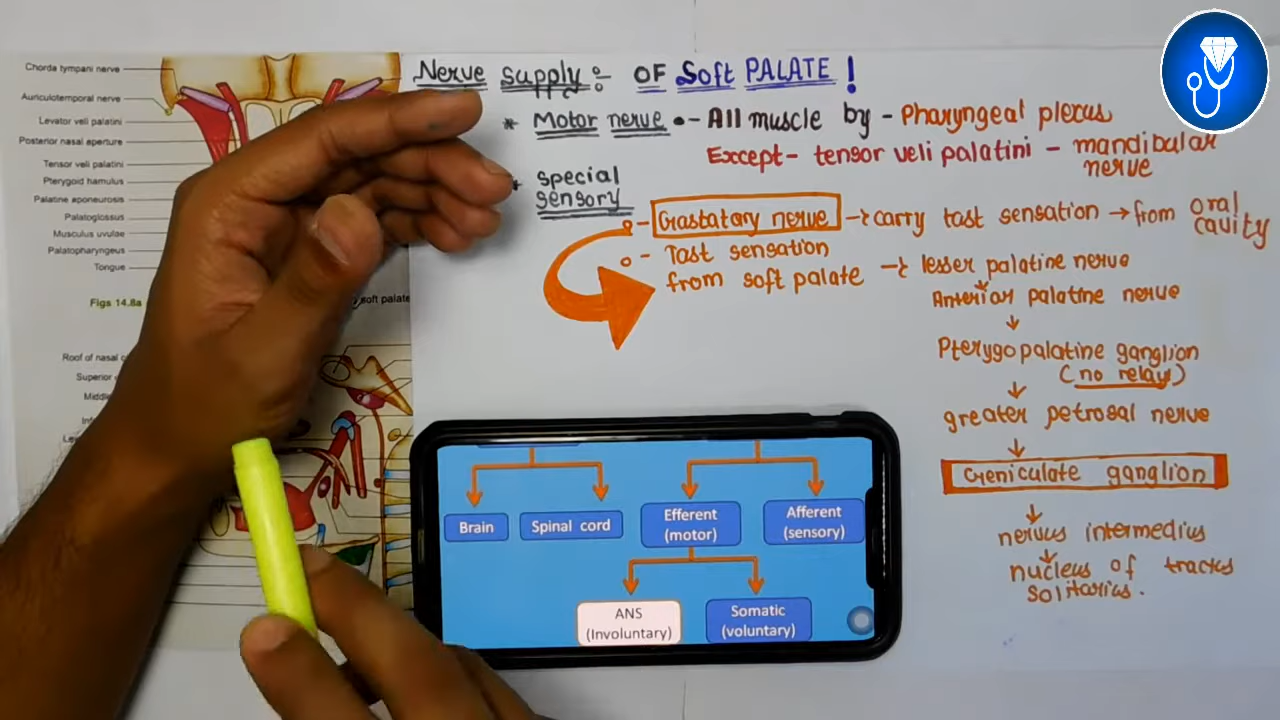 Chorda tympani nerve
Auriculotemporal nerve
Levator veli palatini
Posterior nasal aperture
Tensor veli palatini
Pterygoid hamulus
Palatine aponeurosis
Palatoglossus
Musculus uvulae
Palatopharyngeus
Tongue
Figs 14.8a
soft palate
Roof of nasal
Superior
Middle
Nerve supply :- OF Soft PALATE !
* Motor nerve :- All muscle by - Pharyngeal plexus
Except - tensor veli palatini - mandibular
nerve
* special
sensory
o - Grastatary nerve → carry tast sensation → from oral
cavity
o - Tast sensation
from soft palate → lesser palatine nerve
Anterior palatine nerve
↓
Pterygopalatine ganglion
(no relay)
↓
greater petrosal nerve
↓
Geniculate ganglion
↓
nervus intermedius
↓
nucleus of tracts
solitarius.
Brain
Spinal cord
Efferent
(motor)
Afferent
(sensory)
ANS
(Involuntary)
Somatic
(voluntary)